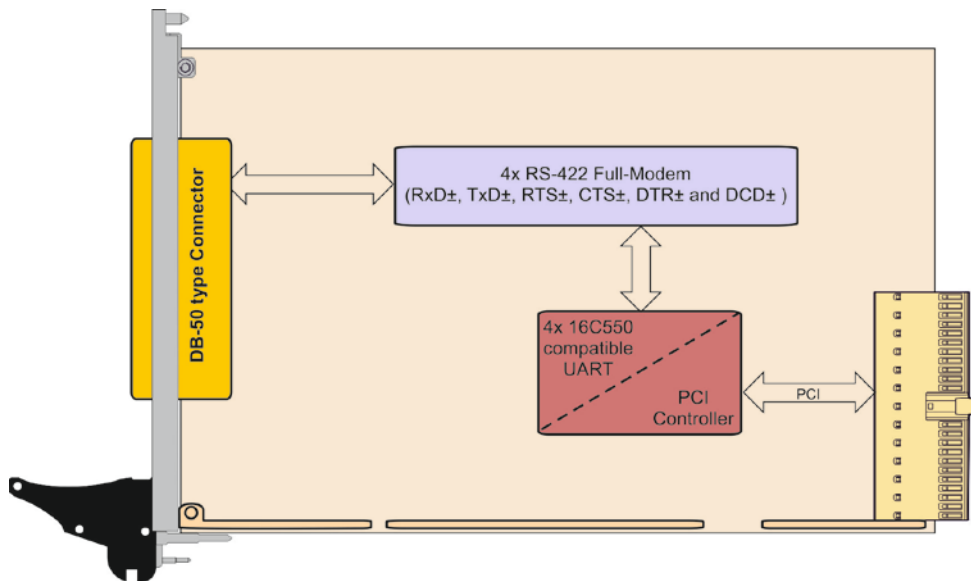 DB-50 type Connector
4x RS-422 Full-Modem
(RxD±, TxD±, RTS±, CTS±, DTR± and DCD± )
4x 16C550
compatible
UART
PCI
Controller
PCI